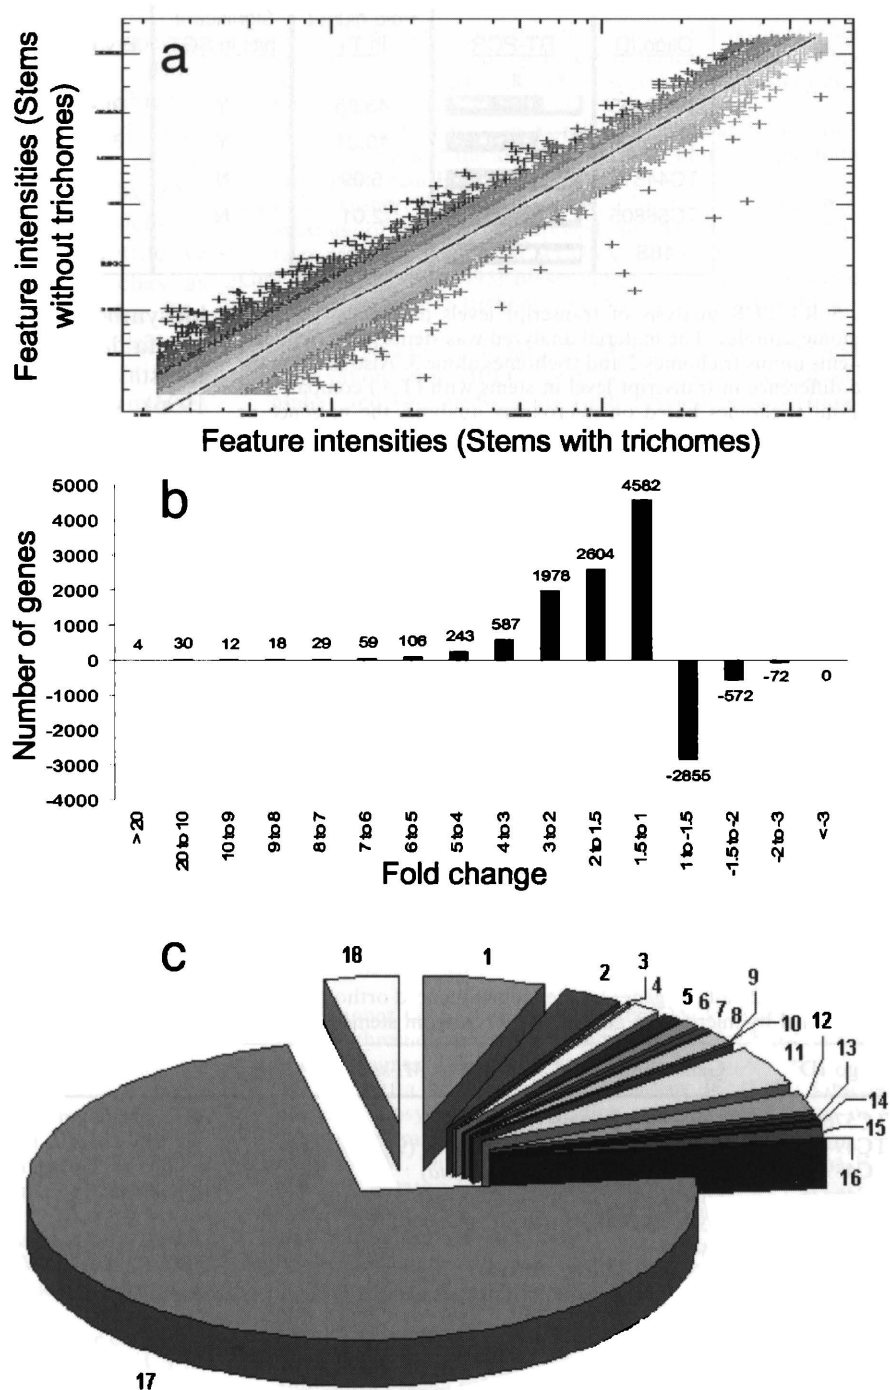 a
Feature intensities (Stems without trichomes)
Feature intensities (Stems with trichomes)
b
Number of genes
5000
4000
3000
2000
1000
0
-1000
-2000
-3000
-4000
4
30
12
18
29
59
106
243
587
1978
2604
4582
-2855
-572
-72
0
> 20
20 to 10
10 to 9
9 to 8
8 to 7
7 to 6
6 to 5
5 to 4
4 to 3
3 to 2
2 to 1.5
1.5 to 1
1 to -1.5
-1.5 to -2
-2 to -3
< -3
Fold change
c
18
1
2
3
4
5
6
7
8
9
10
11
12
13
14
15
16
17